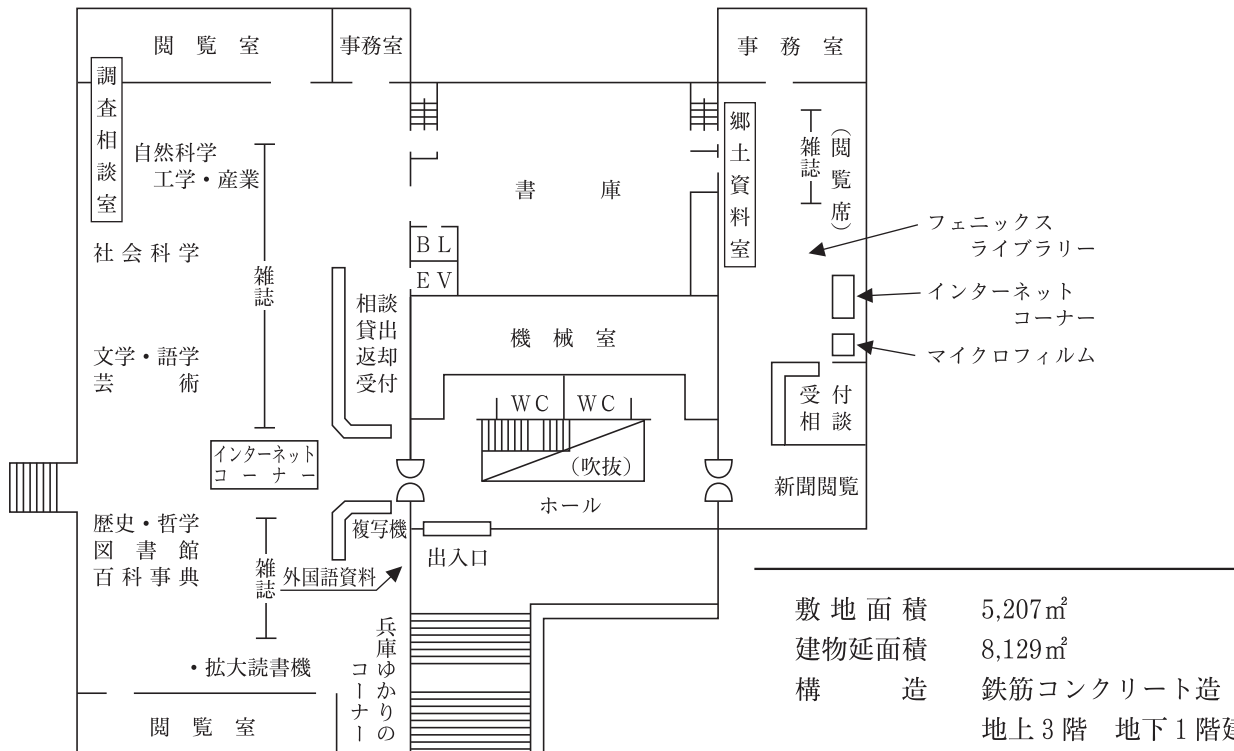 閲覧室
事務室
事務室
調査相談室
自然科学
工学・産業
社会科学
雑誌
文学・語学
芸術
インターネット
コーナー
歴史・哲学
図書館
百科事典
雑誌
外国語資料
・拡大読書機
閲覧室
兵庫ゆかりの
コーナー
相談
貸出
返却
受付
複写機
書庫
BL
EV
機械室
WC
WC
(吹抜)
ホール
出入口
郷土資料室
雑誌
(閲覧席)
フェニックス
ライブラリー
インターネット
コーナー
マイクロフィルム
受付
相談
新聞閲覧
敷地面積 5,207㎡
建物延面積 8,129㎡
構造 鉄筋コンクリート造
地上3階 地下1階建